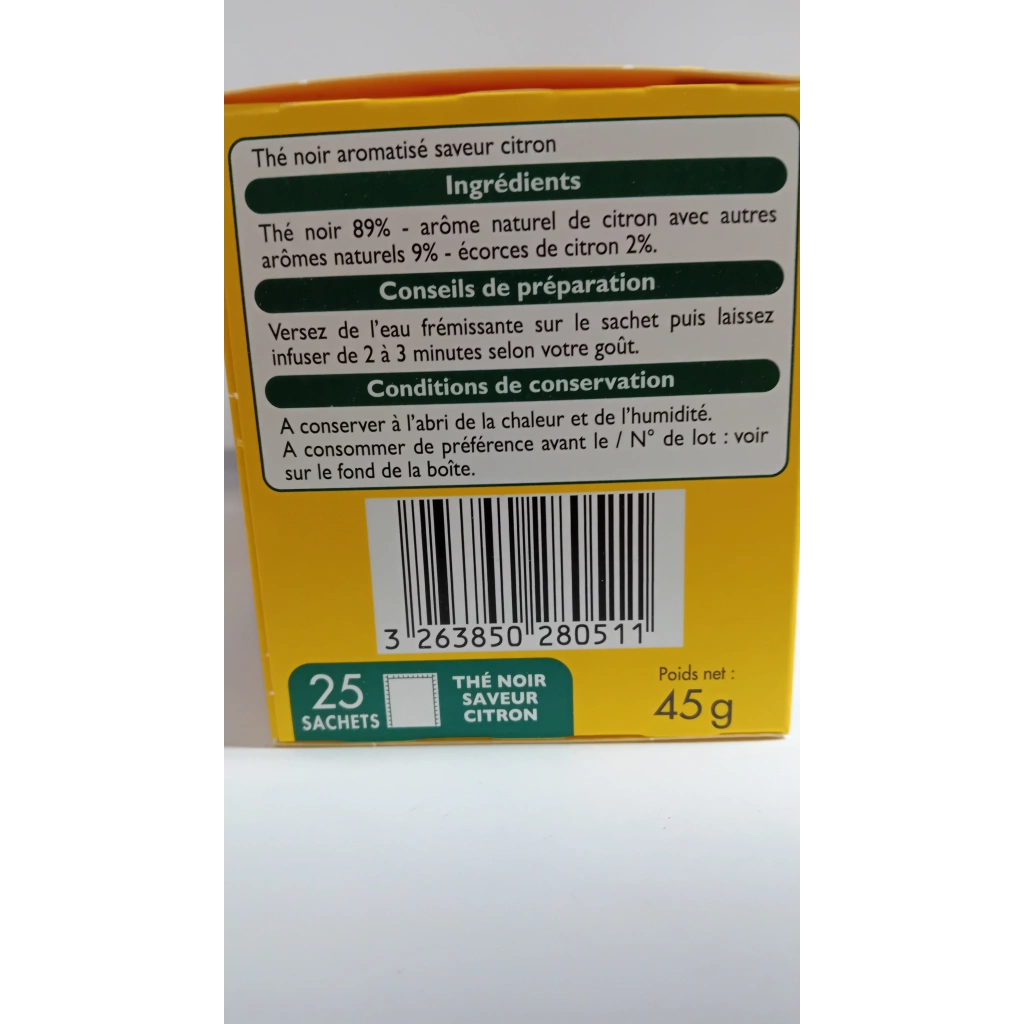 Thé noir aromatisé saveur citron
Ingrédients
Thé noir 89% - arôme naturel de citron avec autres
arômes naturels 9% - écorces de citron 2%.
Conseils de préparation
Versez de l'eau frémissante sur le sachet puis laissez
infuser de 2 à 3 minutes selon votre goût.
Conditions de conservation
A conserver à l'abri de la chaleur et de l'humidité.
A consommer de préférence avant le / N° de lot : voir
sur le fond de la boîte.
3 263850 280511
25
SACHETS
THÉ NOIR
SAVEUR
CITRON
Poids net :
45 g